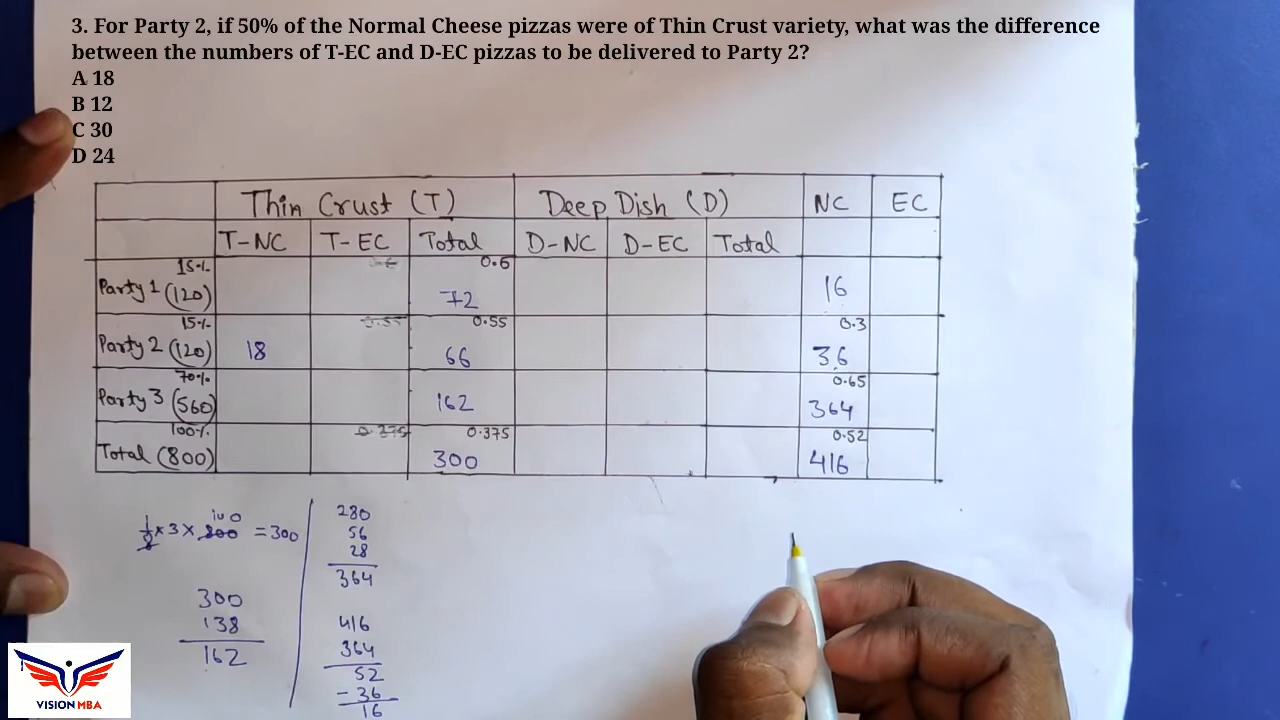 3. For Party 2, if 50% of the Normal Cheese pizzas were of Thin Crust variety, what was the difference
between the numbers of T-EC and D-EC pizzas to be delivered to Party 2?
A 18
B 12
C 30
D 24
Thin Crust (T) Deep Dish (D) NC EC
T-NC T-EC Total D-NC D-EC Total
15% 0.6
Party 1 (120) 72 16
15% 0.55 0.55 0.3
Party 2 (120) 18 66 36
70% 0.65
Party 3 (560) 162 364
100% 0.375 0.375 0.52
Total (800) 300 416
100
1/8 × 3 × 800 = 300
300
138
162
280
56
28
364
416
364
52
- 36
16
VISION MBA